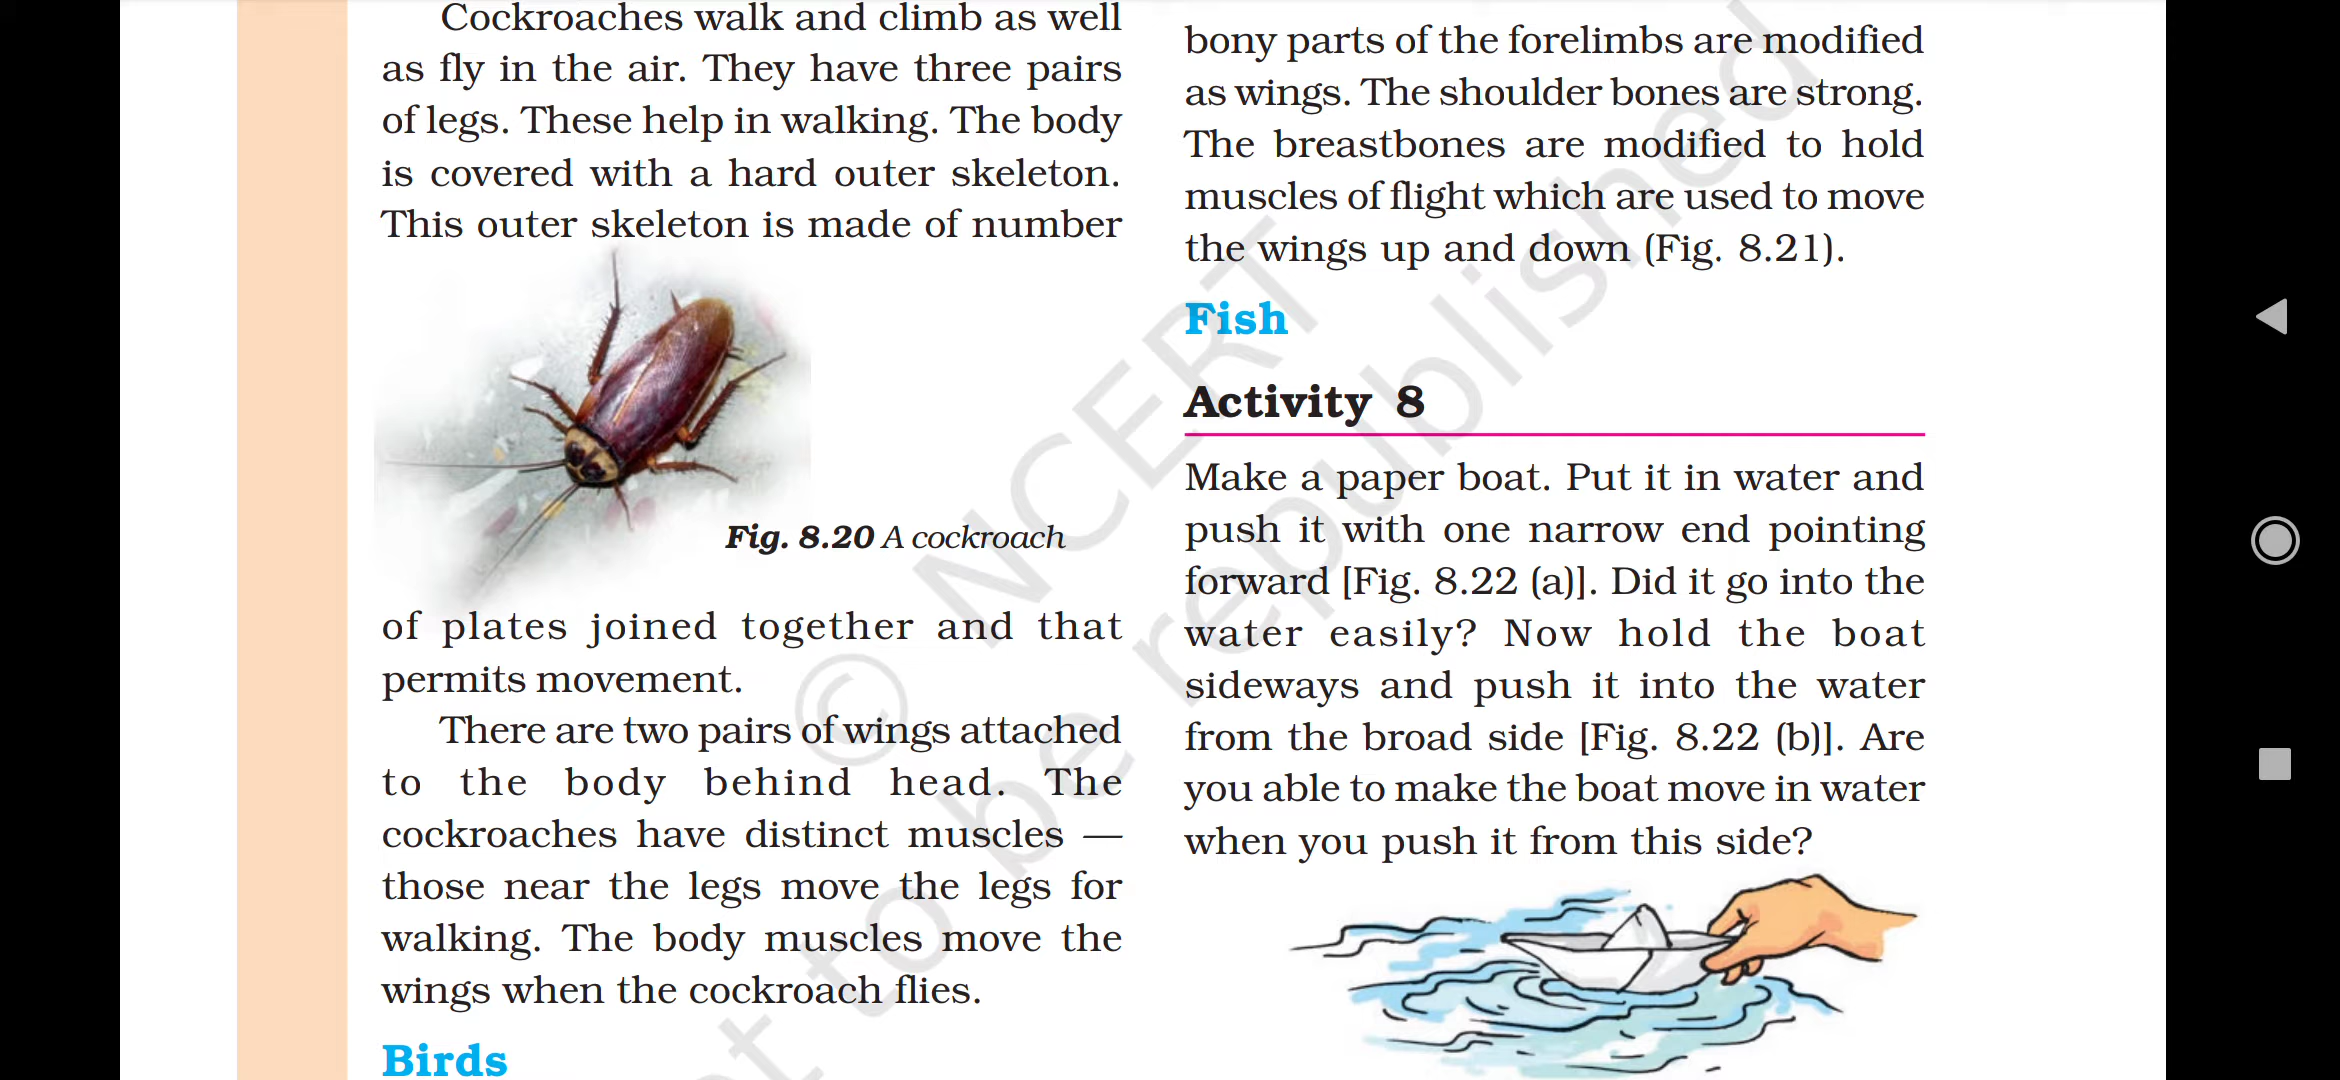 Cockroaches walk and climb as well
as fly in the air. They have three pairs
of legs. These help in walking. The body
is covered with a hard outer skeleton.
This outer skeleton is made of number
Fig. 8.20 A cockroach
of plates joined together and that
permits movement.
There are two pairs of wings attached
to the body behind head. The
cockroaches have distinct muscles —
those near the legs move the legs for
walking. The body muscles move the
wings when the cockroach flies.
Birds
bony parts of the forelimbs are modified
as wings. The shoulder bones are strong.
The breastbones are modified to hold
muscles of flight which are used to move
the wings up and down (Fig. 8.21).
Fish
Activity 8
Make a paper boat. Put it in water and
push it with one narrow end pointing
forward [Fig. 8.22 (a)]. Did it go into the
water easily? Now hold the boat
sideways and push it into the water
from the broad side [Fig. 8.22 (b)]. Are
you able to make the boat move in water
when you push it from this side?
© NCERT
to be republished